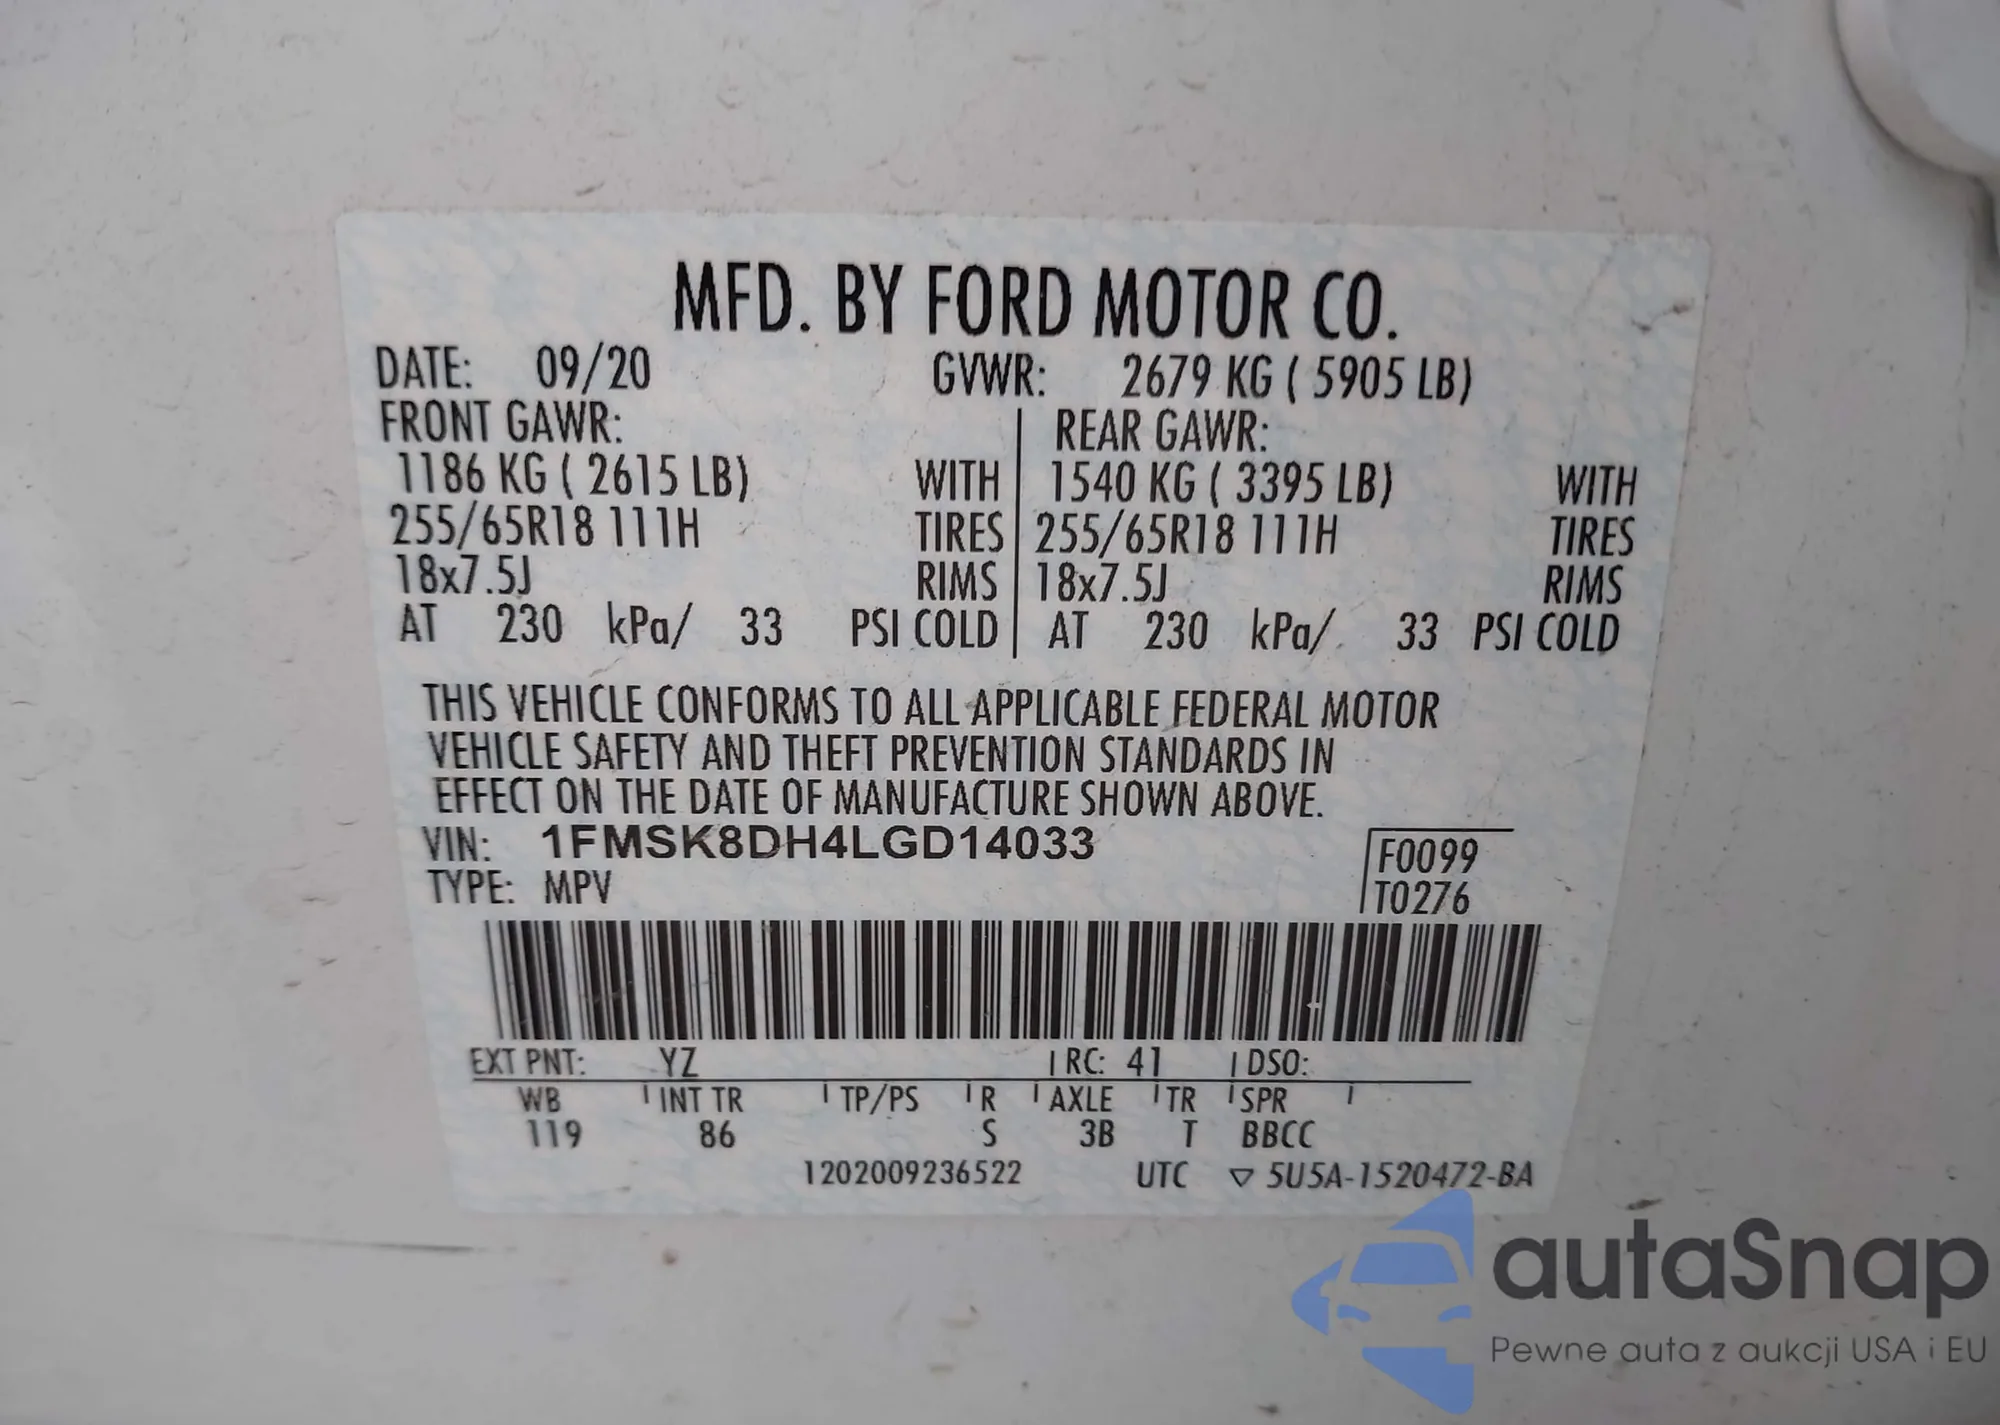 MFD. BY FORD MOTOR CO.
DATE: 09/20 GVWR: 2679 KG ( 5905 LB)
FRONT GAWR: REAR GAWR:
1186 KG ( 2615 LB) WITH 1540 KG ( 3395 LB) WITH
255/65R18 111H TIRES 255/65R18 111H TIRES
18x7.5J RIMS 18x7.5J RIMS
AT 230 kPa/ 33 PSI COLD AT 230 kPa/ 33 PSI COLD
THIS VEHICLE CONFORMS TO ALL APPLICABLE FEDERAL MOTOR
VEHICLE SAFETY AND THEFT PREVENTION STANDARDS IN
EFFECT ON THE DATE OF MANUFACTURE SHOWN ABOVE.
VIN: 1FMSK8DH4LGD14033
TYPE: MPV
F0099
T0276
EXT PNT: YZ RC: 41 DSO:
WB INT TR TP/PS R AXLE TR SPR
119 86 S 3B T BBCC
1202009236522 UTC ▽ 5U5A-1520472-BA
autaSnap
Pewne auta z aukcji USA i EU